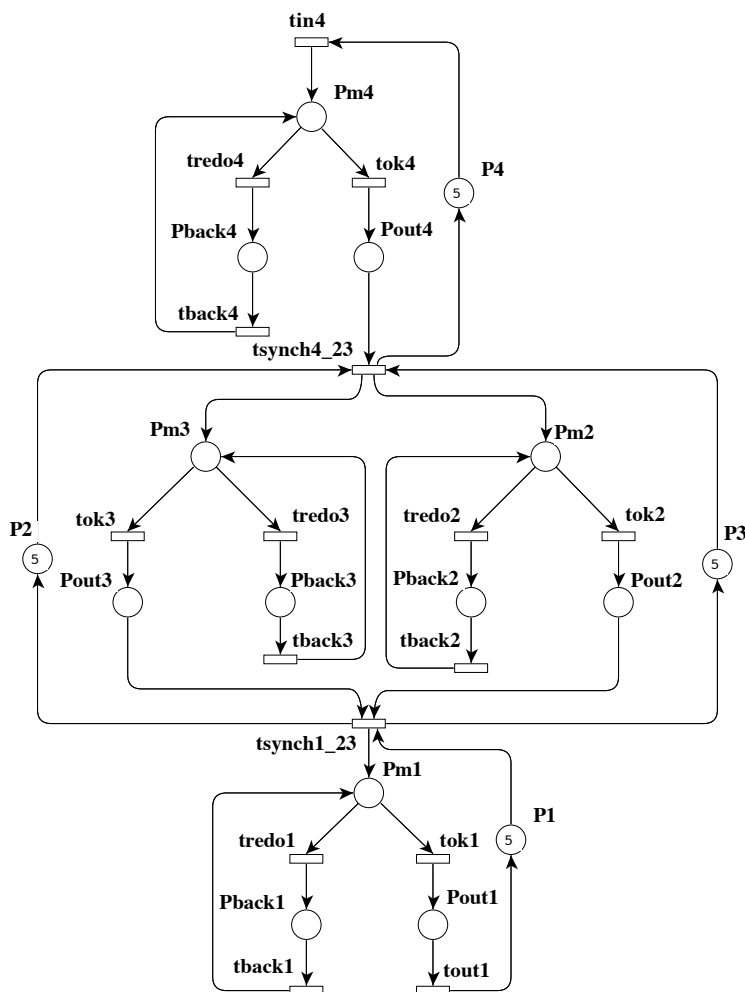 tin4
Pm4
tredo4 tok4 P4
5
Pback4 Pout4
tback4
tsynch4_23
Pm3 Pm2
tok3 tredo3 tredo2 tok2
P2 P3
5 5
Pout3 Pback3 Pback2 Pout2
tback3 tback2
tsynch1_23
Pm1
P1
tredo1 tok1
5
Pback1 Pout1
tback1 tout1